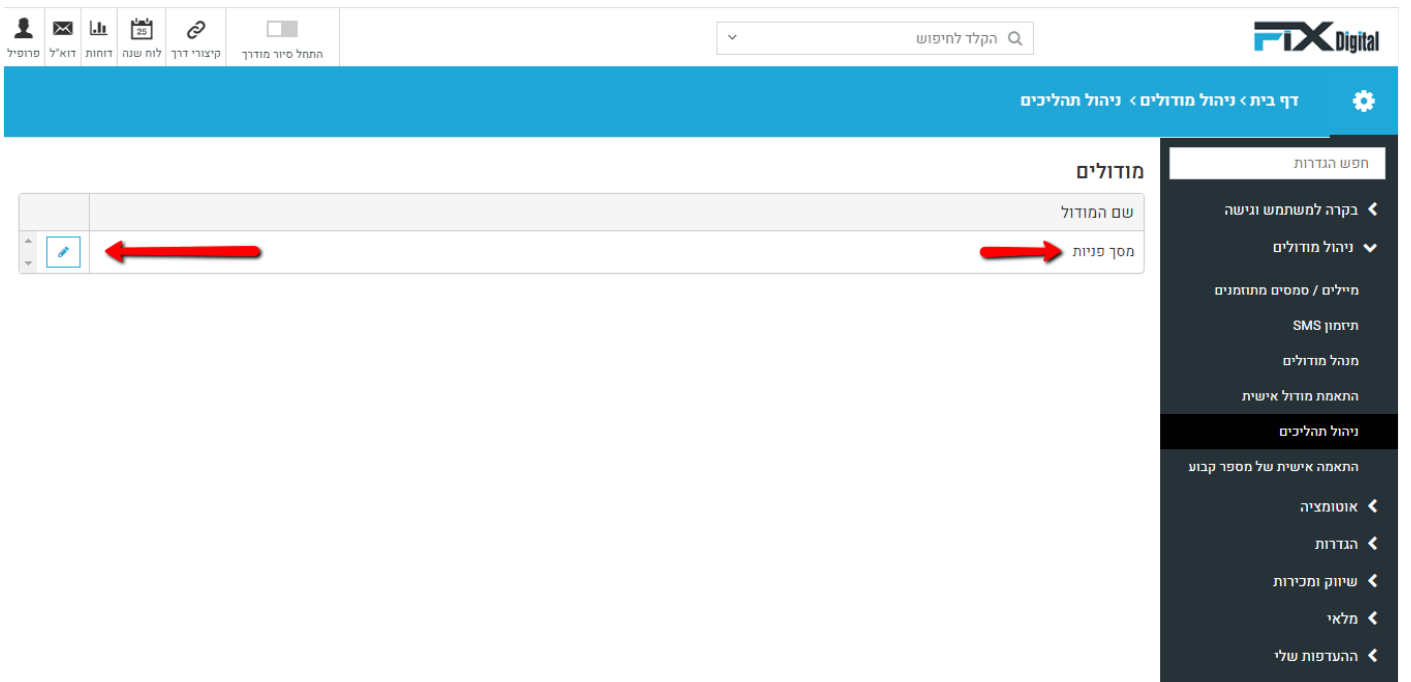 FIX Digital
הקלד לחיפוש
התחל סיור מודרך
קיצורי דרך
לוח שנה
25
דוחות
דוא"ל
פרופיל
דף בית > ניהול מודולים > ניהול תהליכים
חפש הגדרות
בקרה למשתמש וגישה
ניהול מודולים
מיילים / סמסים מתוזמנים
תיזמון SMS
מנהל מודולים
התאמת מודול אישית
ניהול תהליכים
התאמה אישית של מספר קבוע
אוטומציה
הגדרות
שיווק ומכירות
מלאי
ההעדפות שלי
מודולים
שם המודול
מסך פניות